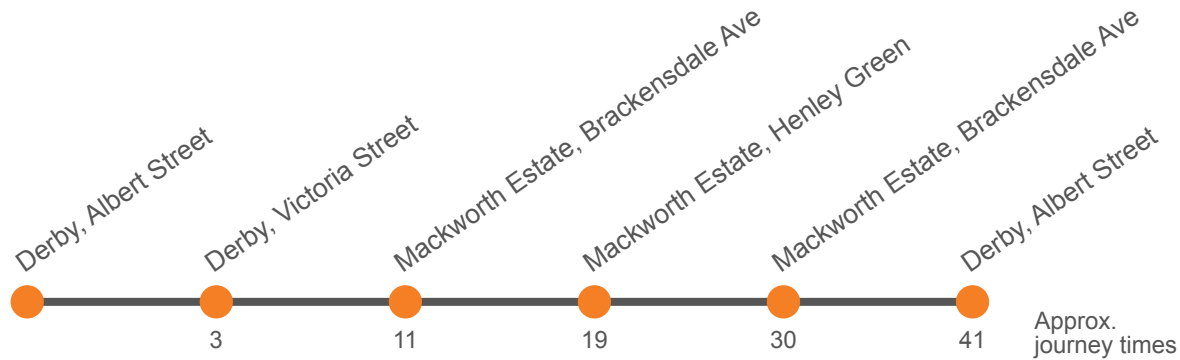 Derby, Albert Street
Derby, Victoria Street
Mackworth Estate, Brackensdale Ave
Mackworth Estate, Henley Green
Mackworth Estate, Brackensdale Ave
Derby, Albert Street
3
11
19
30
41
Approx.
journey times